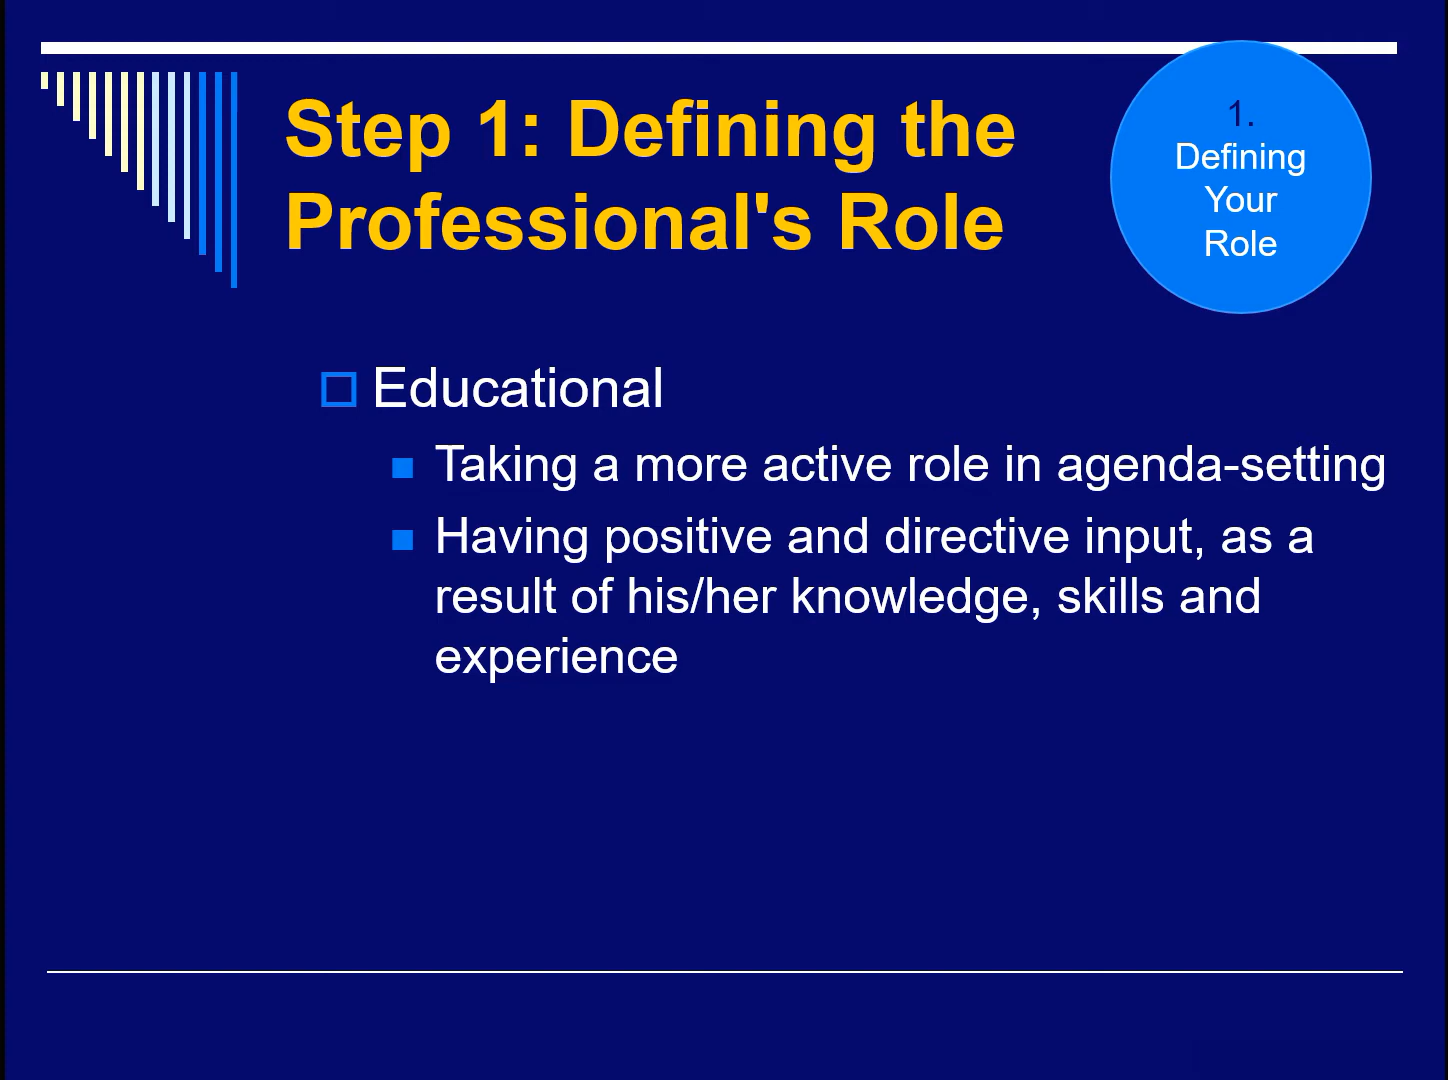 Step 1: Defining the
Professional's Role
1.
Defining
Your
Role
Educational
Taking a more active role in agenda-setting
Having positive and directive input, as a
result of his/her knowledge, skills and
experience